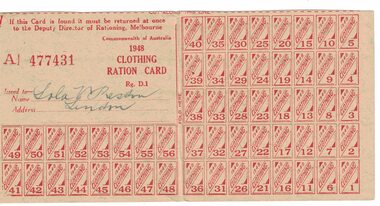 If this Card is found it must be returned at once
to the Deputy Director of Rationing, Melbourne
Commonwealth of Australia
1948
A/ 477431
CLOTHING
RATION CARD
Rg. D.1
Issued to
Name Lola M Preston
Address London
40 35 30 25 20 15 10 5
39 34 29 24 19 14 9 4
38 33 28 23 18 13 8 3
37 32 27 22 17 12 7 2
36 31 26 21 16 11 6 1
49 50 51 52 53 54 55 56
41 42 43 44 45 46 47 48